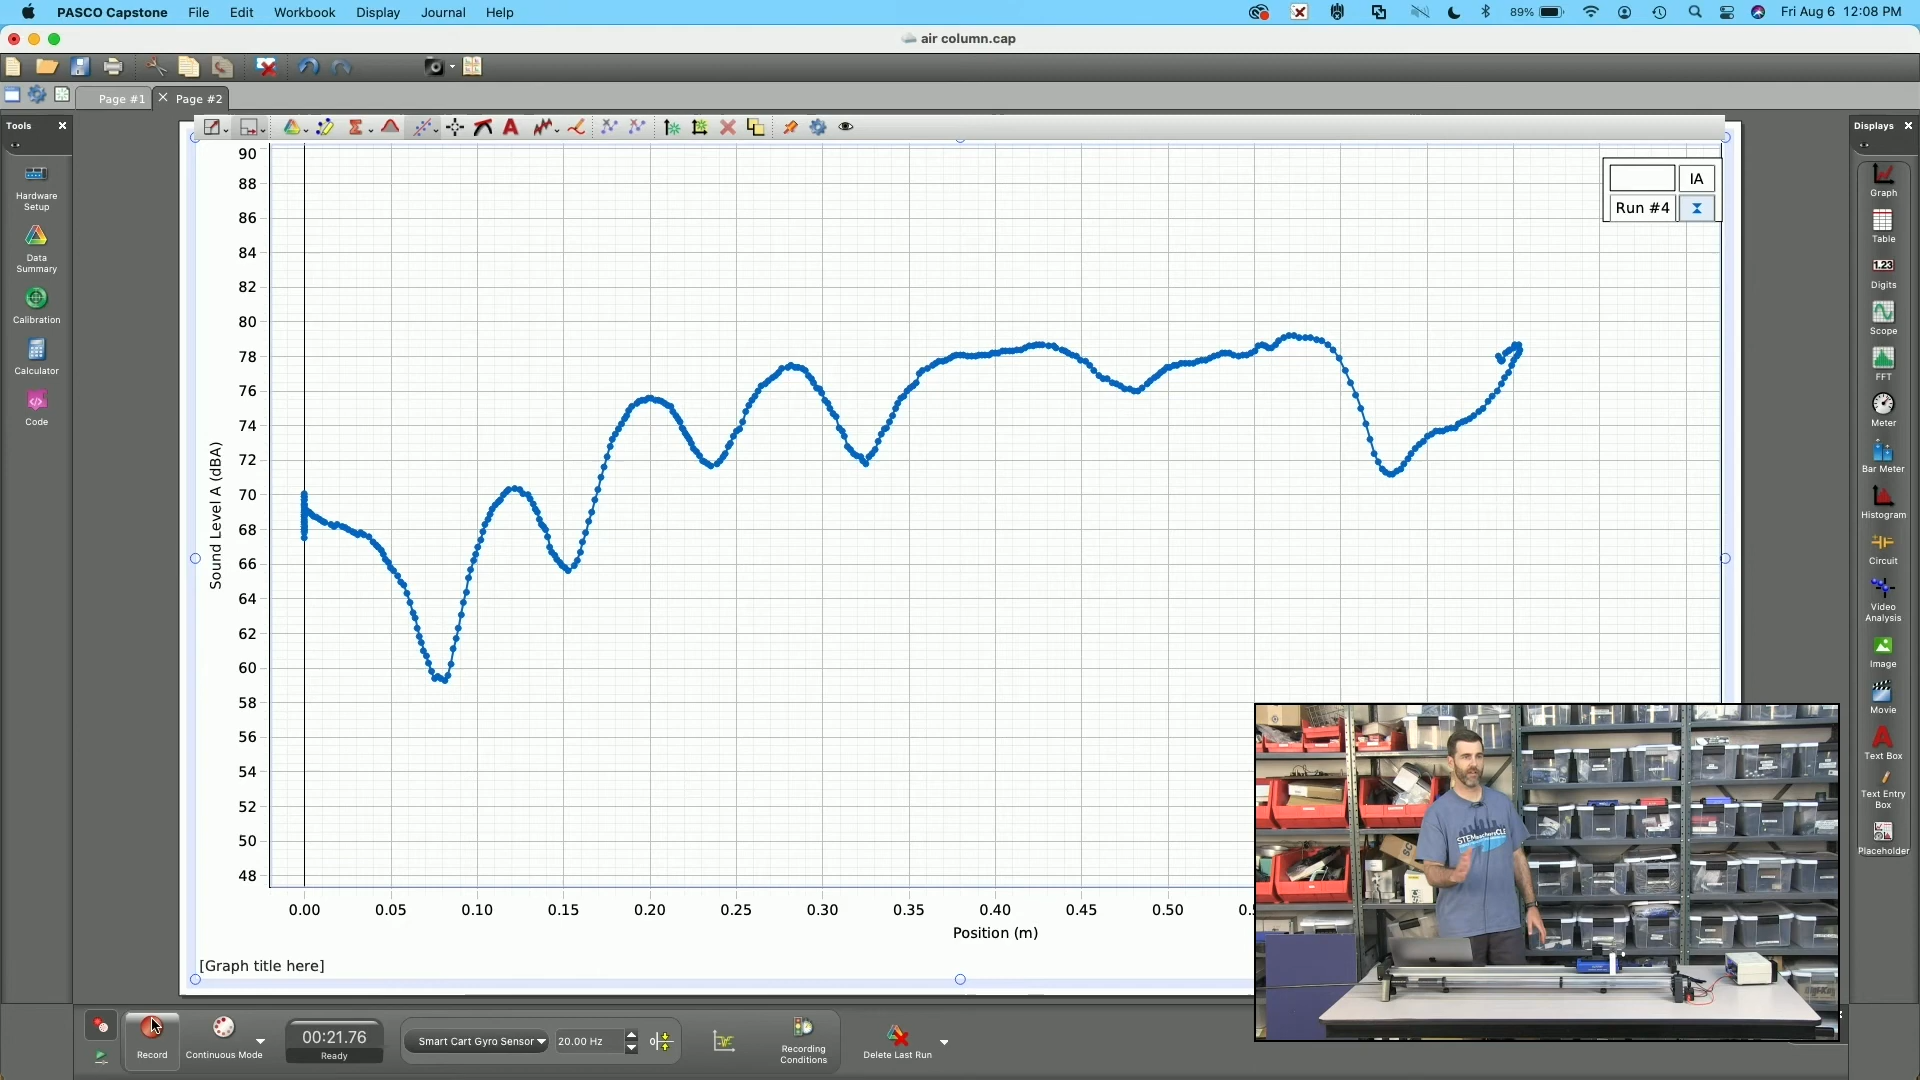 PASCO Capstone File Edit Workbook Display Journal Help 89% Fri Aug 6 12:08 PM
air column.cap
Page #1 Page #2
Tools
Hardware
Setup
Data
Summary
Calibration
Calculator
Code
90
88
86
84
82
80
78
76
74
72
70
68
66
64
62
60
58
56
54
52
50
48
Sound Level A (dBA)
IA
Run #4
0.00 0.05 0.10 0.15 0.20 0.25 0.30 0.35 0.40 0.45 0.50
Position (m)
[Graph title here]
Displays
Graph
Table
1.23
Digits
Scope
FFT
Meter
Bar Meter
Histogram
Circuit
Video
Analysis
Image
Movie
Text Box
Text Entry
Box
Placeholder
STEMteachersCLE
Record
Continuous Mode
00:21.76
Ready
Smart Cart Gyro Sensor 20.00 Hz
Recording
Conditions
Delete Last Run